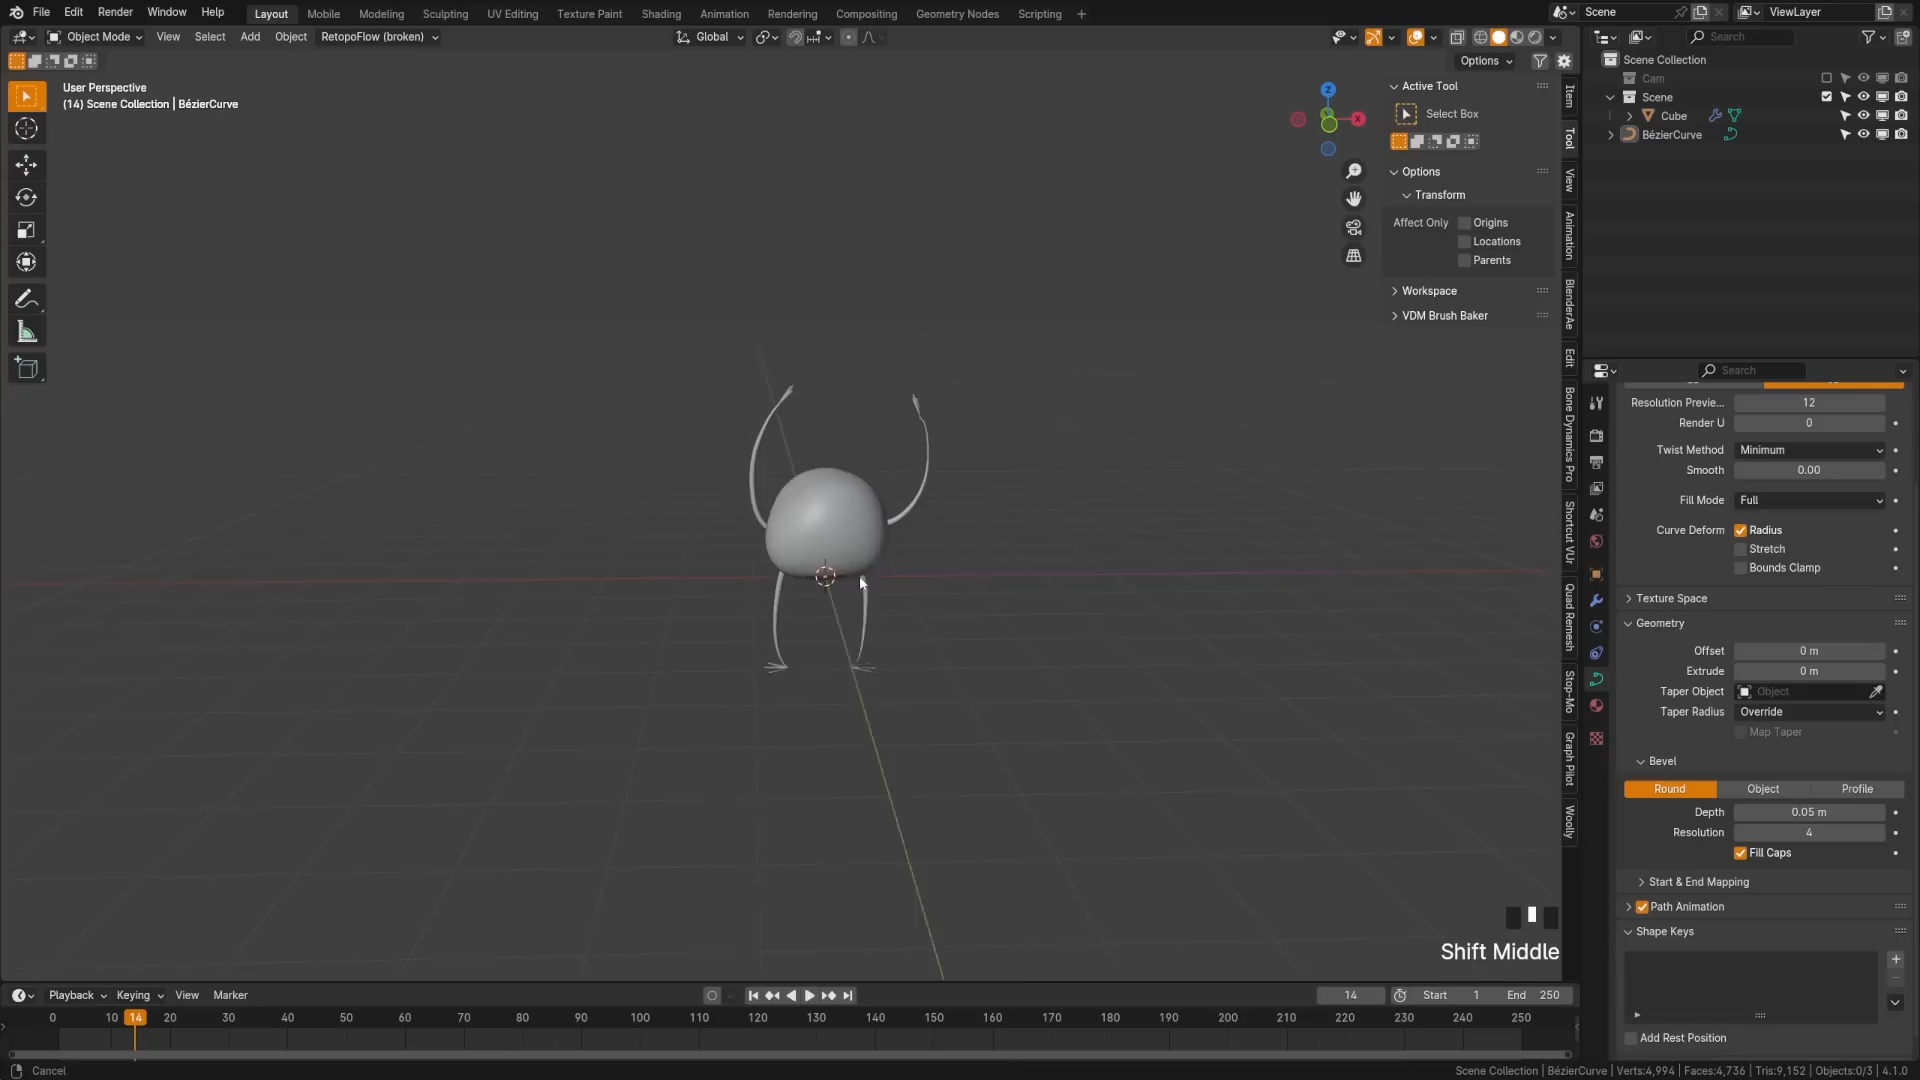 File Edit Render Window Help Layout Mobile Modeling Sculpting UV Editing Texture Paint Shading Animation Rendering Compositing Geometry Nodes Scripting + Scene ViewLayer
Object Mode View Select Add Object RetopoFlow (broken) Global Search
Options
User Perspective
(14) Scene Collection | BézierCurve
Z
X
Active Tool
Select Box
Options
Transform
Affect Only Origins
Locations
Parents
Workspace
VDM Brush Baker
Item
Tool
View
Animation
BlenderAe
Edit
Bone Dynamics Pro
Shortcut VUr
Quad Remesh
Stop-Mo
Graph Pilot
Woolly
Scene Collection
Cam
Scene
Cube
BézierCurve
Search
Resolution Previe... 12
Render U 0
Twist Method Minimum
Smooth 0.00
Fill Mode Full
Curve Deform Radius
Stretch
Bounds Clamp
Texture Space
Geometry
Offset 0 m
Extrude 0 m
Taper Object Object
Taper Radius Override
Map Taper
Bevel
Round Object Profile
Depth 0.05 m
Resolution 4
Fill Caps
Start & End Mapping
Path Animation
Shape Keys
Add Rest Position
Shift Middle
Playback Keying View Marker 14 Start 1 End 250
0 10 14 20 30 40 50 60 70 80 90 100 110 120 130 140 150 160 170 180 190 200 210 220 230 240 250
Cancel Scene Collection | BézierCurve | Verts:4,994 | Faces:4,736 | Tris:9,152 | Objects:0/3 | 4.1.0